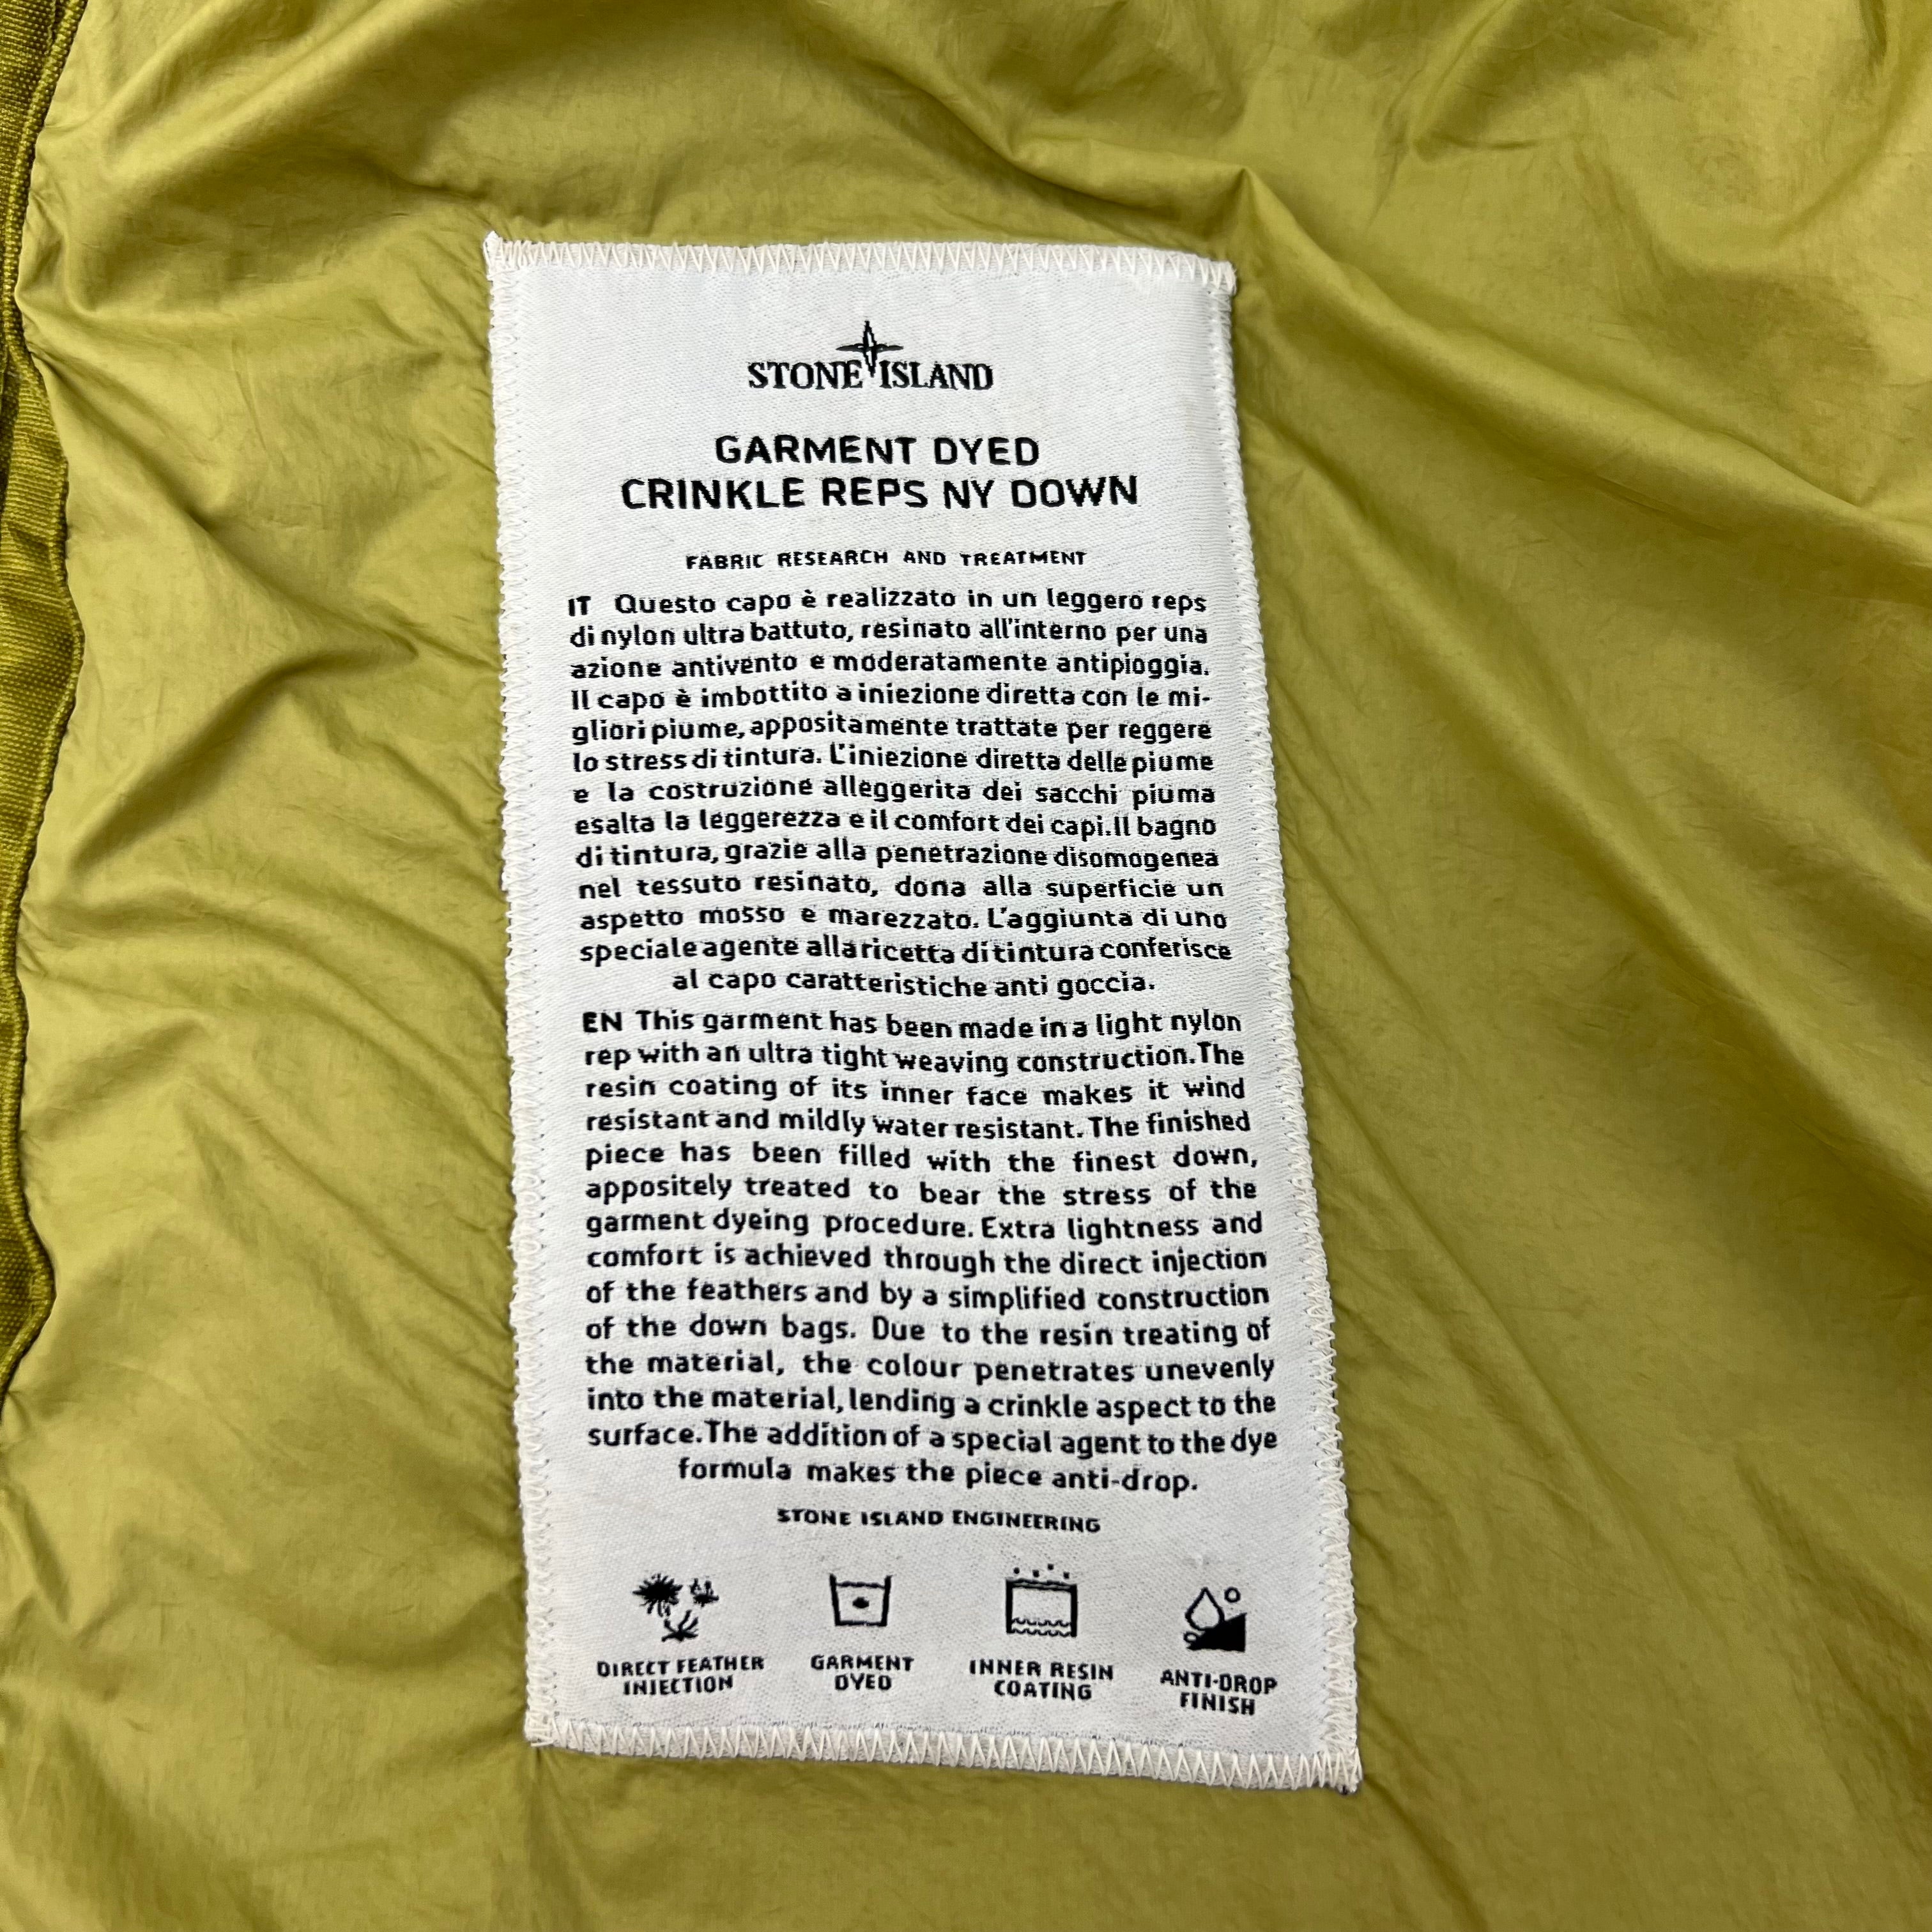 STONE ISLAND
GARMENT DYED
CRINKLE REPS NY DOWN
FABRIC RESEARCH AND TREATMENT
IT Questo capo è realizzato in un leggero reps
di nylon ultra battuto, resinato all'interno per una
azione antivento e moderatamente antipioggia.
Il capo è imbottito a iniezione diretta con le mi-
gliori piume, appositamente trattate per reggere
lo stress di tintura. L'iniezione diretta delle piume
e la costruzione alleggerita dei sacchi piuma
esalta la leggerezza e il comfort dei capi. Il bagno
di tintura, grazie alla penetrazione disomogenea
nel tessuto resinato, dona alla superficie un
aspetto mosso e marezzato. L'aggiunta di uno
speciale agente alla ricetta di tintura conferisce
al capo caratteristiche anti goccia.
EN This garment has been made in a light nylon
rep with an ultra tight weaving construction. The
resin coating of its inner face makes it wind
resistant and mildly water resistant. The finished
piece has been filled with the finest down,
appositely treated to bear the stress of the
garment dyeing procedure. Extra lightness and
comfort is achieved through the direct injection
of the feathers and by a simplified construction
of the down bags. Due to the resin treating of
the material, the colour penetrates unevenly
into the material, lending a crinkle aspect to the
surface. The addition of a special agent to the dye
formula makes the piece anti-drop.
STONE ISLAND ENGINEERING
DIRECT FEATHER
INJECTION
GARMENT
DYED
INNER RESIN
COATING
ANTI-DROP
FINISH